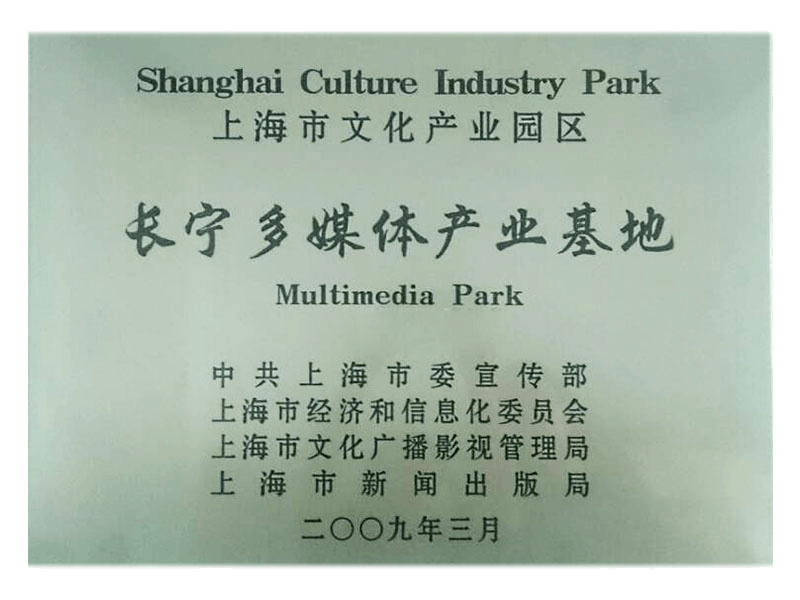 Shanghai Culture Industry Park
上海市文化产业园区
长宁多媒体产业基地
Multimedia Park
中共上海市委宣传部
上海市经济和信息化委员会
上海市文化广播影视管理局
上海市新闻出版局
二〇〇九年三月